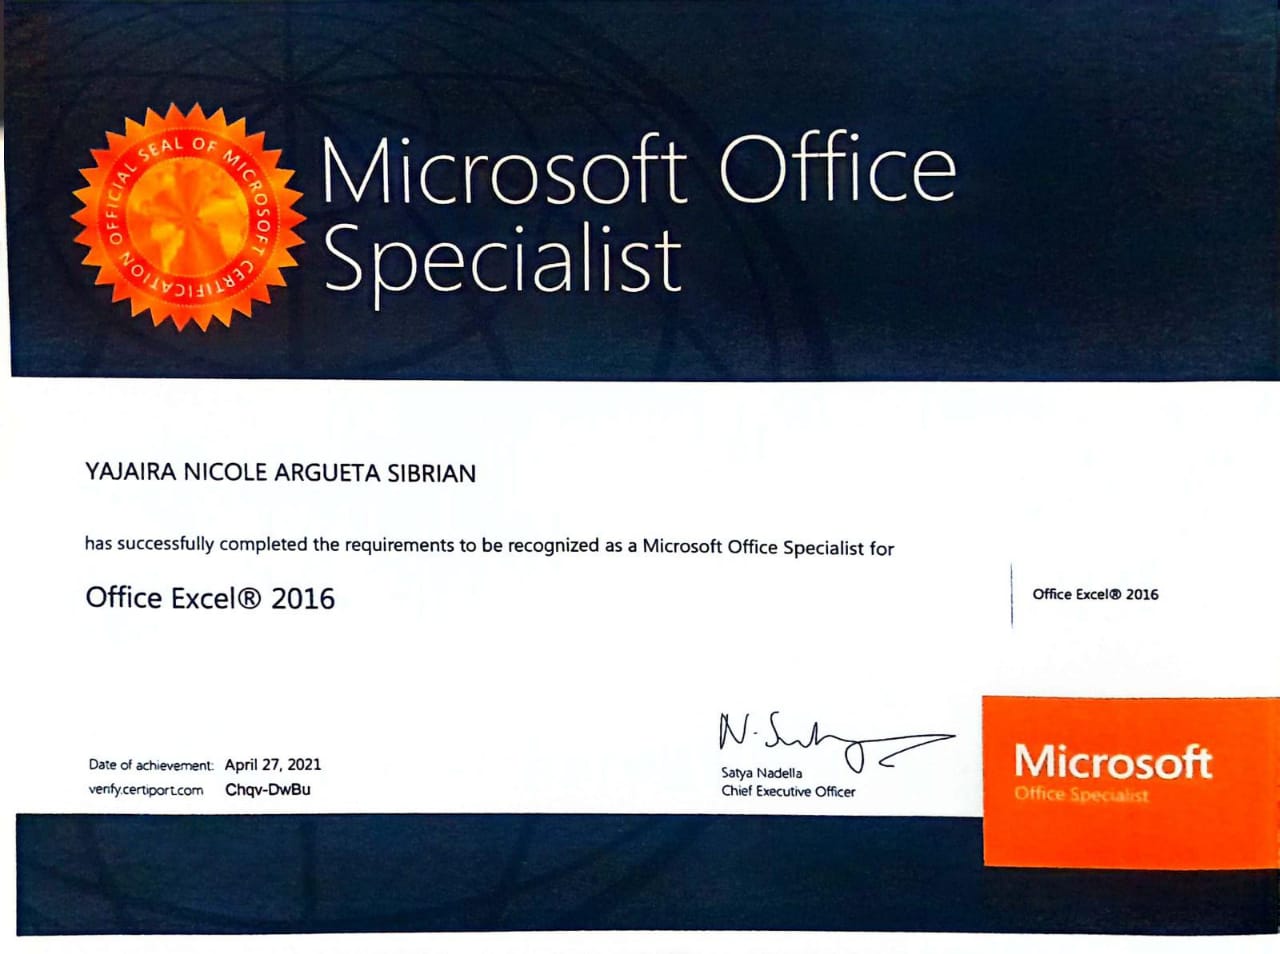 OFFICIAL SEAL OF MICROSOFT CERTIFICATION
Microsoft Office
Specialist
YAJAIRA NICOLE ARGUETA SIBRIAN
has successfully completed the requirements to be recognized as a Microsoft Office Specialist for
Office Excel® 2016
Office Excel® 2016
N. Satya
Satya Nadella
Chief Executive Officer
Date of achievement: April 27, 2021
verify.certiport.com Chqv-DwBu
Microsoft
Office Specialist